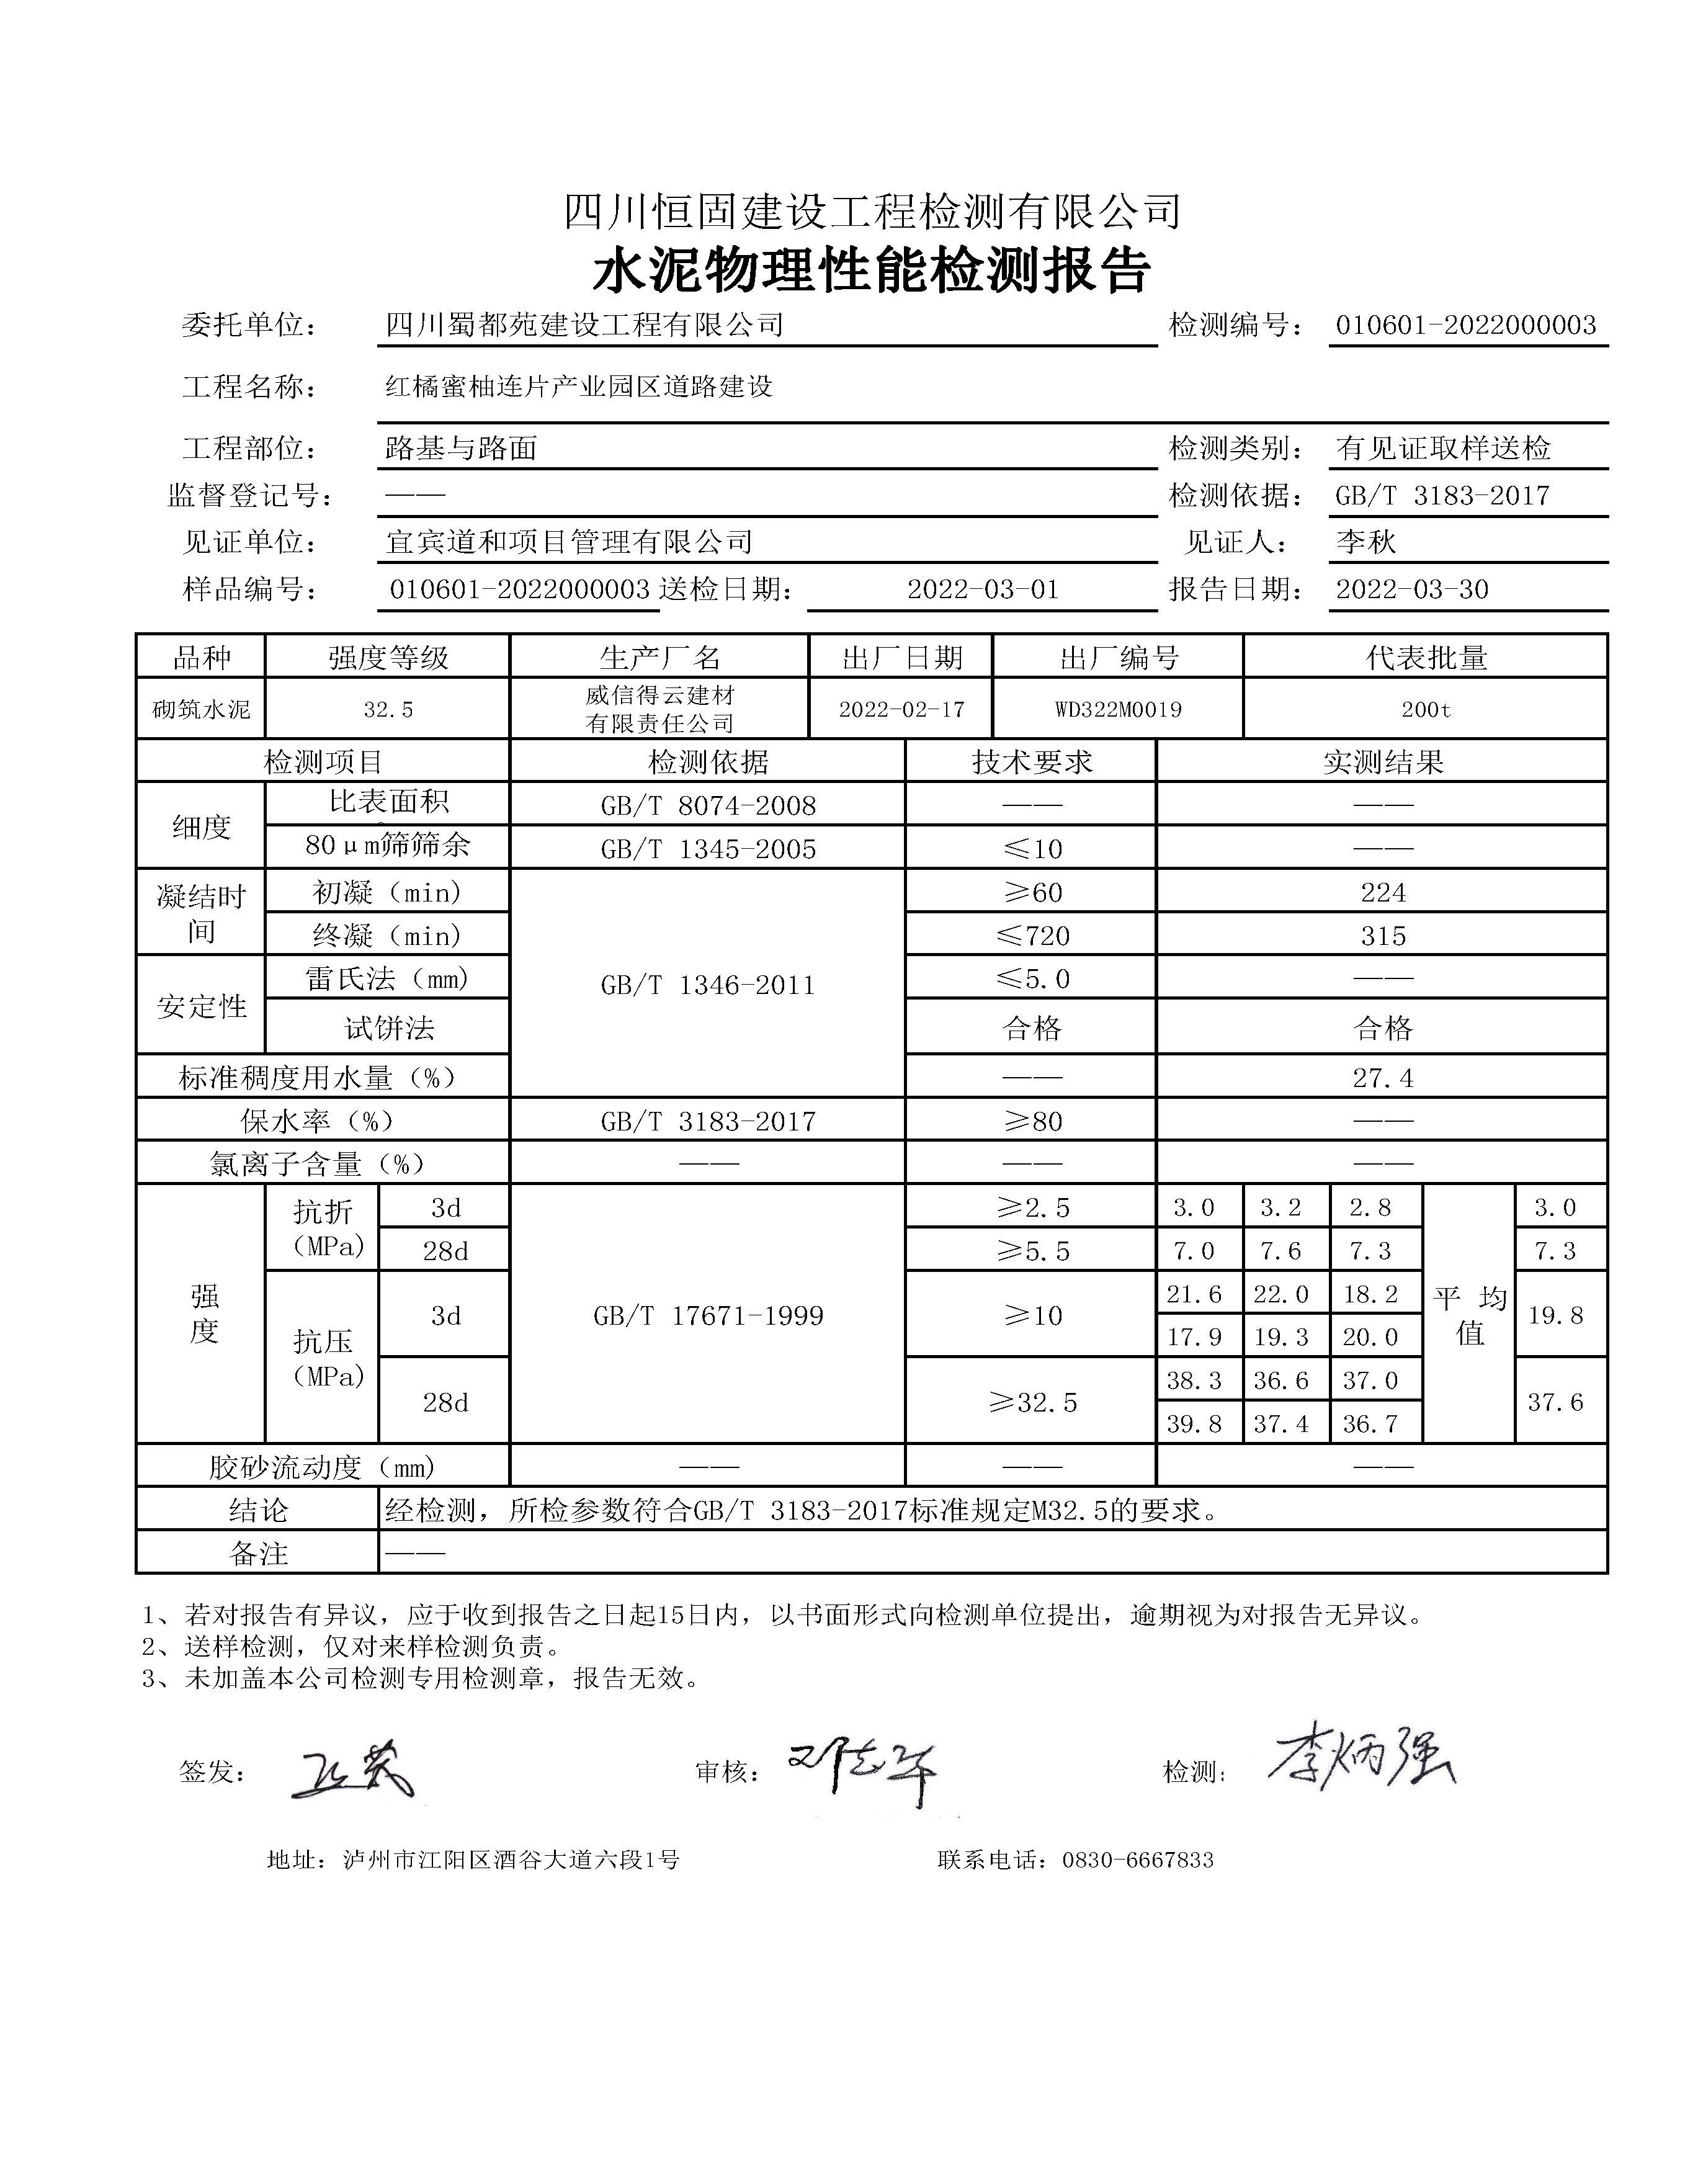 四川恒固建设工程检测有限公司
水泥物理性能检测报告
委托单位： 四川蜀都苑建设工程有限公司 检测编号： 010601-2022000003
工程名称： 红橘蜜柚连片产业园区道路建设
工程部位： 路基与路面 检测类别： 有见证取样送检
监督登记号： —— 检测依据： GB/T 3183-2017
见证单位： 宜宾道和项目管理有限公司 见证人： 李秋
样品编号： 010601-2022000003 送检日期： 2022-03-01 报告日期： 2022-03-30
品种 强度等级 生产厂名 出厂日期 出厂编号 代表批量
砌筑水泥 32.5 威信得云建材有限责任公司 2022-02-17 WD322M0019 200t
检测项目 检测依据 技术要求 实测结果
细度 比表面积 GB/T 8074-2008 —— ——
80μm筛筛余 GB/T 1345-2005 ≤10 ——
凝结时间 初凝（min) GB/T 1346-2011 ≥60 224
终凝（min) ≤720 315
安定性 雷氏法（mm) ≤5.0 ——
试饼法 合格 合格
标准稠度用水量（%） —— 27.4
保水率（%） GB/T 3183-2017 ≥80 ——
氯离子含量（%） —— —— ——
强度 抗折（MPa) 3d GB/T 17671-1999 ≥2.5 3.0 3.2 2.8 平均值 3.0
28d ≥5.5 7.0 7.6 7.3 7.3
抗压（MPa) 3d ≥10 21.6 22.0 18.2 19.8
17.9 19.3 20.0
28d ≥32.5 38.3 36.6 37.0 37.6
39.8 37.4 36.7
胶砂流动度（mm) —— —— ——
结论 经检测，所检参数符合GB/T 3183-2017标准规定M32.5的要求。
备注 ——
1、若对报告有异议，应于收到报告之日起15日内，以书面形式向检测单位提出，逾期视为对报告无异议。
2、送样检测，仅对来样检测负责。
3、未加盖本公司检测专用检测章，报告无效。
签发： 审核： 检测: 李炳强
地址：泸州市江阳区酒谷大道六段1号 联系电话：0830-6667833